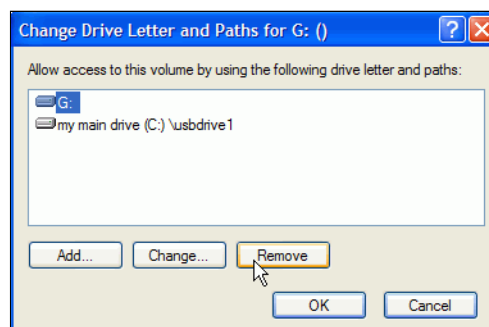 Change Drive Letter and Paths for G: ()
Allow access to this volume by using the following drive letter and paths:
G:
my main drive (C:) \usbdrive1
Add... Change... Remove
OK Cancel